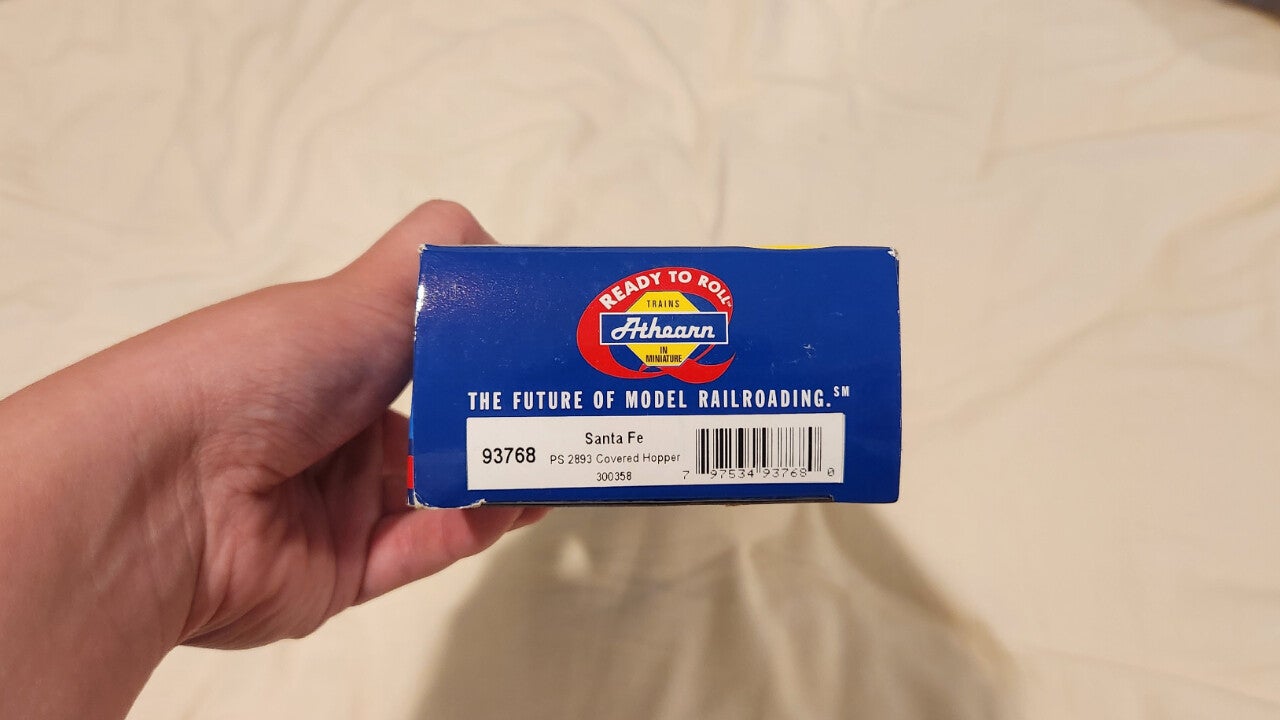 READY TO ROLL™
TRAINS
Athearn
IN
MINIATURE
THE FUTURE OF MODEL RAILROADING.℠
93768
Santa Fe
PS 2893 Covered Hopper
300358
7 97534 93768 0